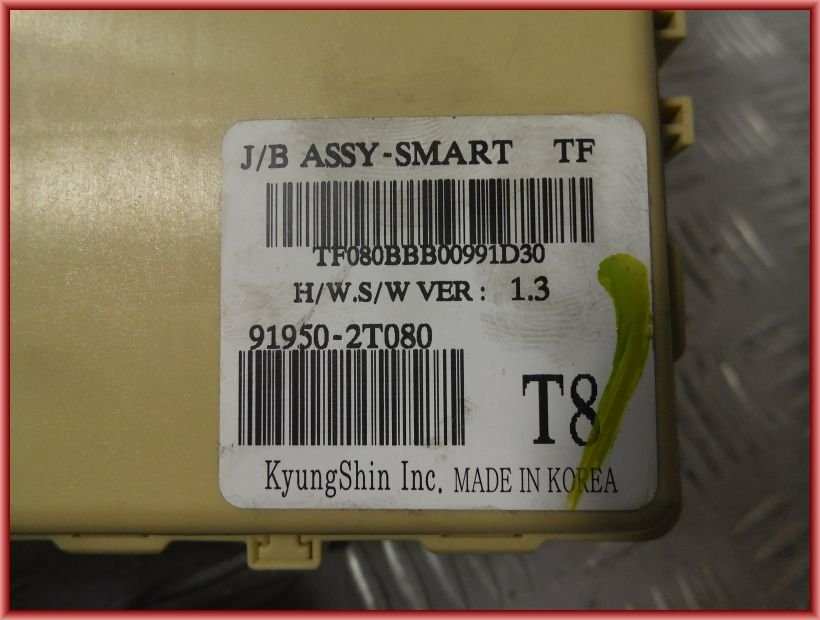 J/B ASSY-SMART TF
TF080BBB00991D30
H/W.S/W VER : 1.3
91950-2T080
T8
KyungShin Inc. MADE IN KOREA